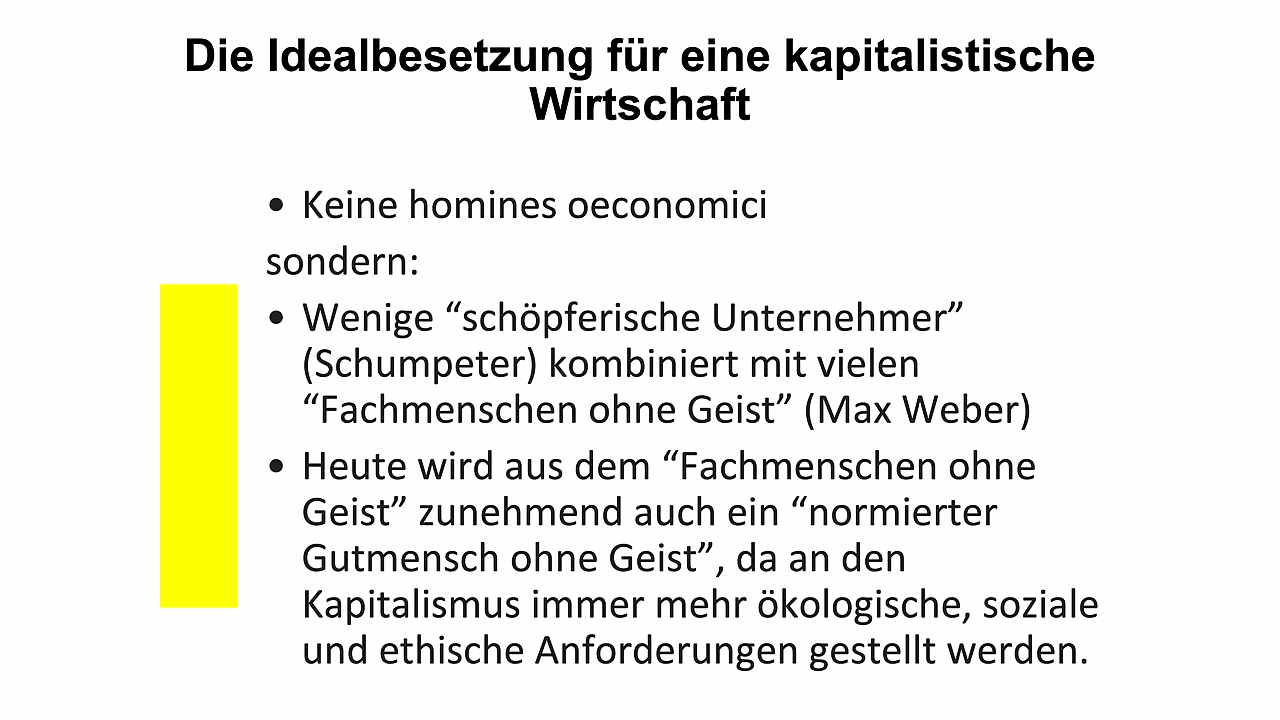 Die Idealbesetzung für eine kapitalistische
Wirtschaft
• Keine homines oeconomici
sondern:
• Wenige “schöpferische Unternehmer”
(Schumpeter) kombiniert mit vielen
“Fachmenschen ohne Geist” (Max Weber)
• Heute wird aus dem “Fachmenschen ohne
Geist” zunehmend auch ein “normierter
Gutmensch ohne Geist”, da an den
Kapitalismus immer mehr ökologische, soziale
und ethische Anforderungen gestellt werden.